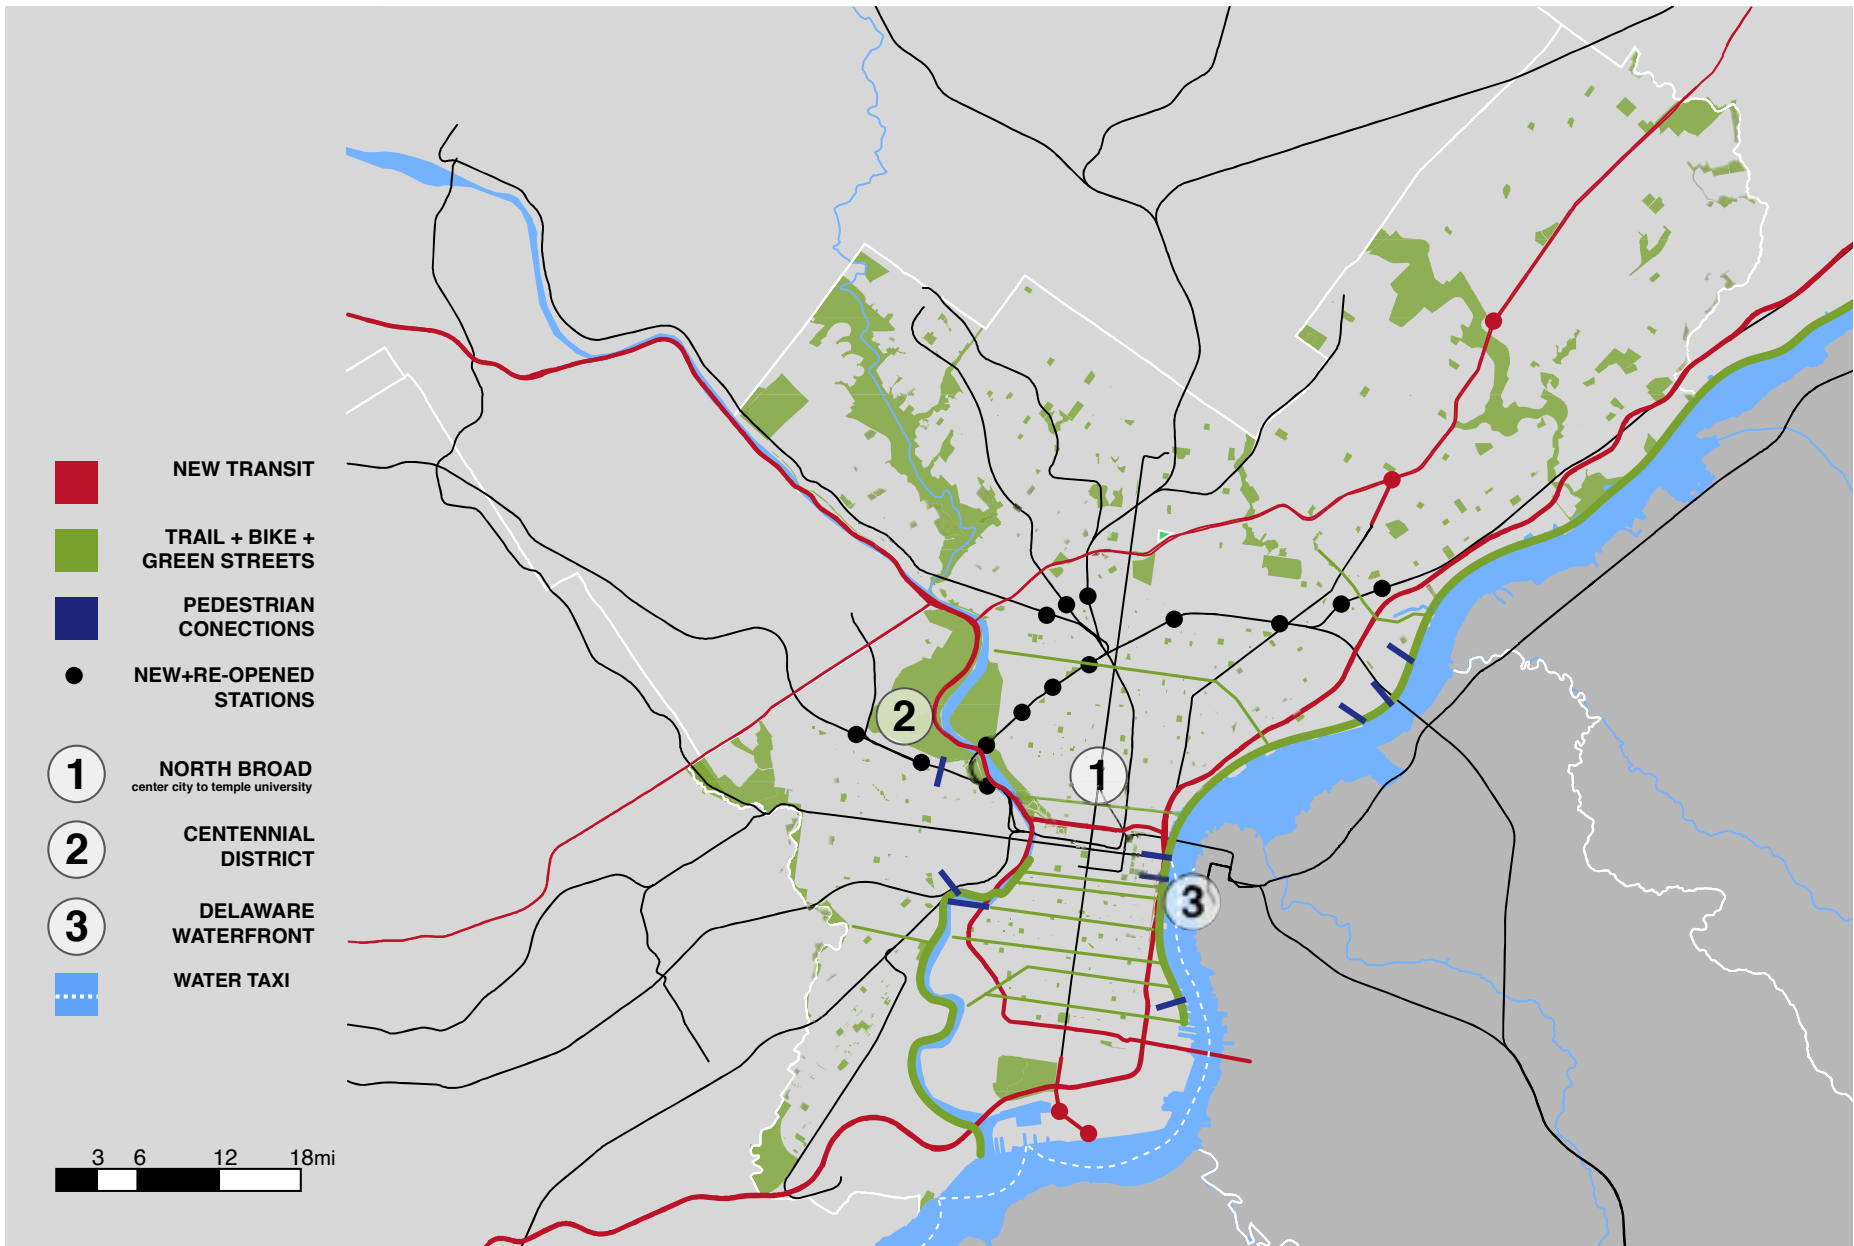 NEW TRANSIT
TRAIL + BIKE +
GREEN STREETS
PEDESTRIAN
CONECTIONS
NEW+RE-OPENED
STATIONS
1
NORTH BROAD
center city to temple university
2
CENTENNIAL
DISTRICT
3
DELAWARE
WATERFRONT
WATER TAXI
3 6 12 18mi
2
1
3